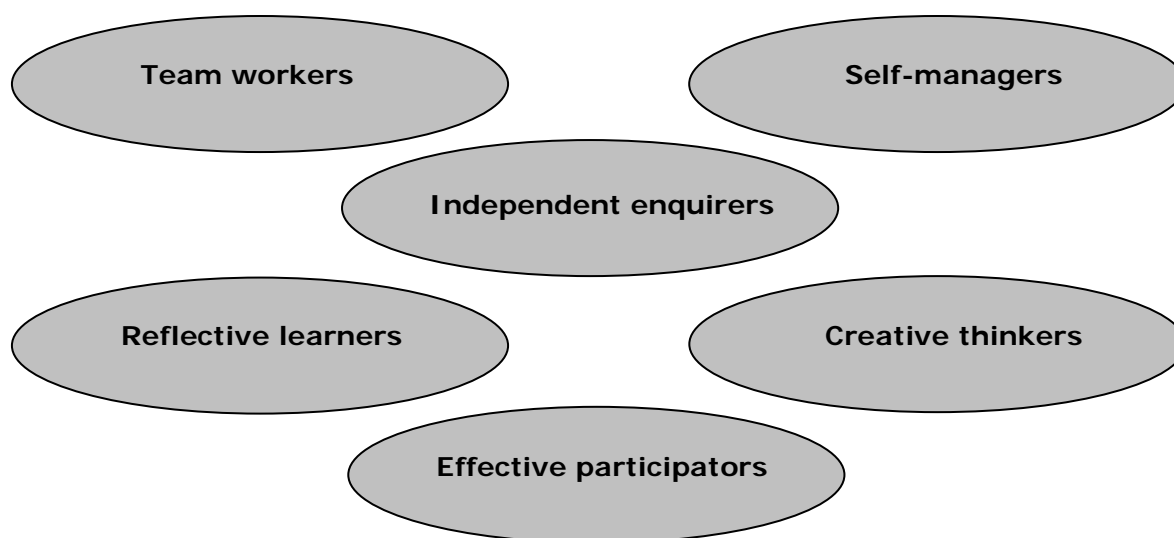 Team workers
Self-managers
Independent enquirers
Reflective learners
Creative thinkers
Effective participators